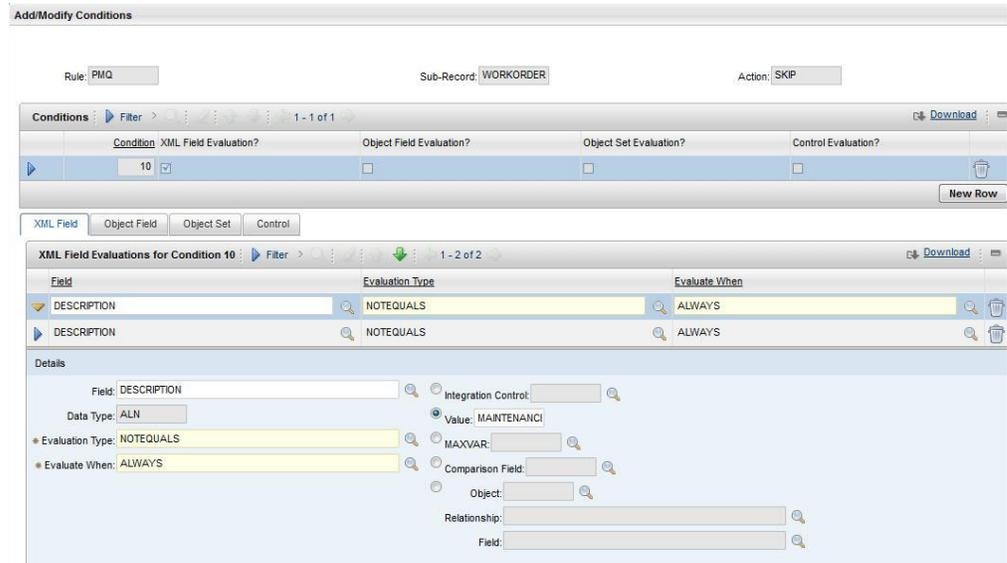 Add/Modify Conditions
Rule: PMQ Sub-Record: WORKORDER Action: SKIP
Conditions Filter > 1 - 1 of 1 Download
Condition XML Field Evaluation? Object Field Evaluation? Object Set Evaluation? Control Evaluation?
10
New Row
XML Field Object Field Object Set Control
XML Field Evaluations for Condition 10 Filter > 1 - 2 of 2 Download
Field Evaluation Type Evaluate When
DESCRIPTION NOTEQUALS ALWAYS
DESCRIPTION NOTEQUALS ALWAYS
Details
Field: DESCRIPTION Integration Control:
Data Type: ALN Value: MAINTENANC
Evaluation Type: NOTEQUALS MAXVAR:
Evaluate When: ALWAYS Comparison Field:
Object:
Relationship:
Field: